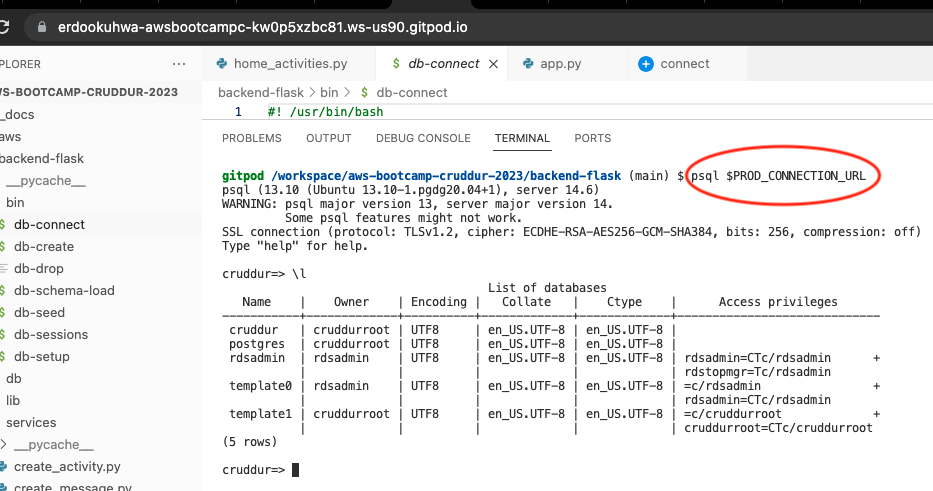 erdookuhwa-awsbootcampc-kw0p5xzbc81.ws-us90.gitpod.io
PLORER ···
WS-BOOTCAMP-CRUDDUR-2023
_docs
aws
backend-flask
__pycache__
bin
$ db-connect
$ db-create
db-drop
$ db-schema-load
$ db-seed
$ db-sessions
$ db-setup
db
lib
services
> __pycache__
create_activity.py
create_message.py
home_activities.py
$ db-connect ×
app.py
connect
backend-flask > bin > $ db-connect
1 #! /usr/bin/bash
PROBLEMS OUTPUT DEBUG CONSOLE TERMINAL PORTS
gitpod /workspace/aws-bootcamp-cruddur-2023/backend-flask (main) $ psql $PROD_CONNECTION_URL
psql (13.10 (Ubuntu 13.10-1.pgdg20.04+1), server 14.6)
WARNING: psql major version 13, server major version 14.
         Some psql features might not work.
SSL connection (protocol: TLSv1.2, cipher: ECDHE-RSA-AES256-GCM-SHA384, bits: 256, compression: off)
Type "help" for help.
cruddur=> \l
                                      List of databases
   Name    |    Owner    | Encoding |   Collate   |    Ctype    |      Access privileges
-----------+-------------+----------+-------------+-------------+-----------------------------
 cruddur   | cruddurroot | UTF8     | en_US.UTF-8 | en_US.UTF-8 |
 postgres  | cruddurroot | UTF8     | en_US.UTF-8 | en_US.UTF-8 |
 rdsadmin  | rdsadmin    | UTF8     | en_US.UTF-8 | en_US.UTF-8 | rdsadmin=CTc/rdsadmin      +
           |             |          |             |             | rdstopmgr=Tc/rdsadmin
 template0 | rdsadmin    | UTF8     | en_US.UTF-8 | en_US.UTF-8 | =c/rdsadmin                +
           |             |          |             |             | rdsadmin=CTc/rdsadmin
 template1 | cruddurroot | UTF8     | en_US.UTF-8 | en_US.UTF-8 | =c/cruddurroot             +
           |             |          |             |             | cruddurroot=CTc/cruddurroot
(5 rows)
cruddur=>